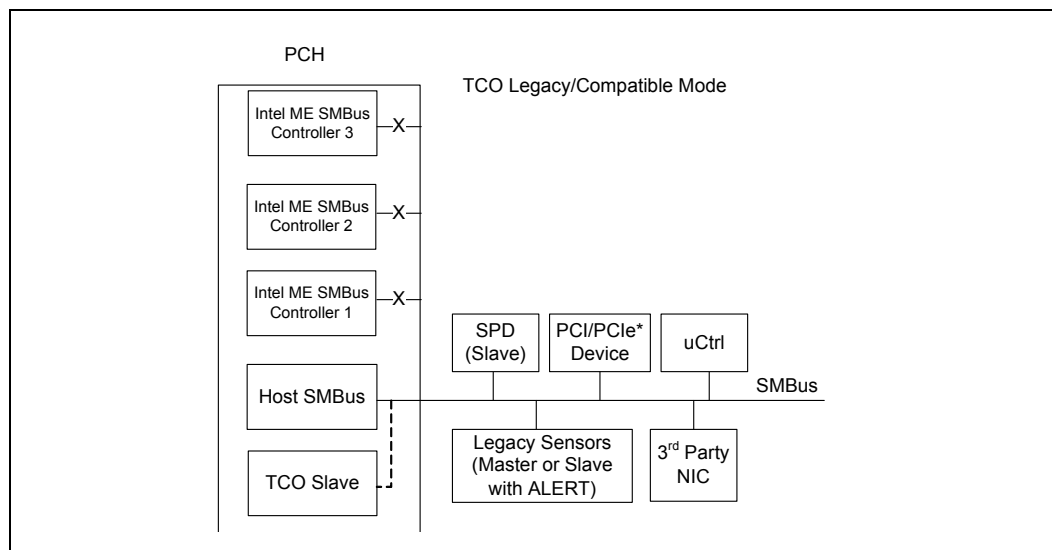 PCH
TCO Legacy/Compatible Mode
Intel ME SMBus
Controller 3
X
Intel ME SMBus
Controller 2
X
Intel ME SMBus
Controller 1
X
SPD
(Slave)
PCI/PCIe*
Device
uCtrl
Host SMBus
SMBus
TCO Slave
Legacy Sensors
(Master or Slave
with ALERT)
3rd Party
NIC